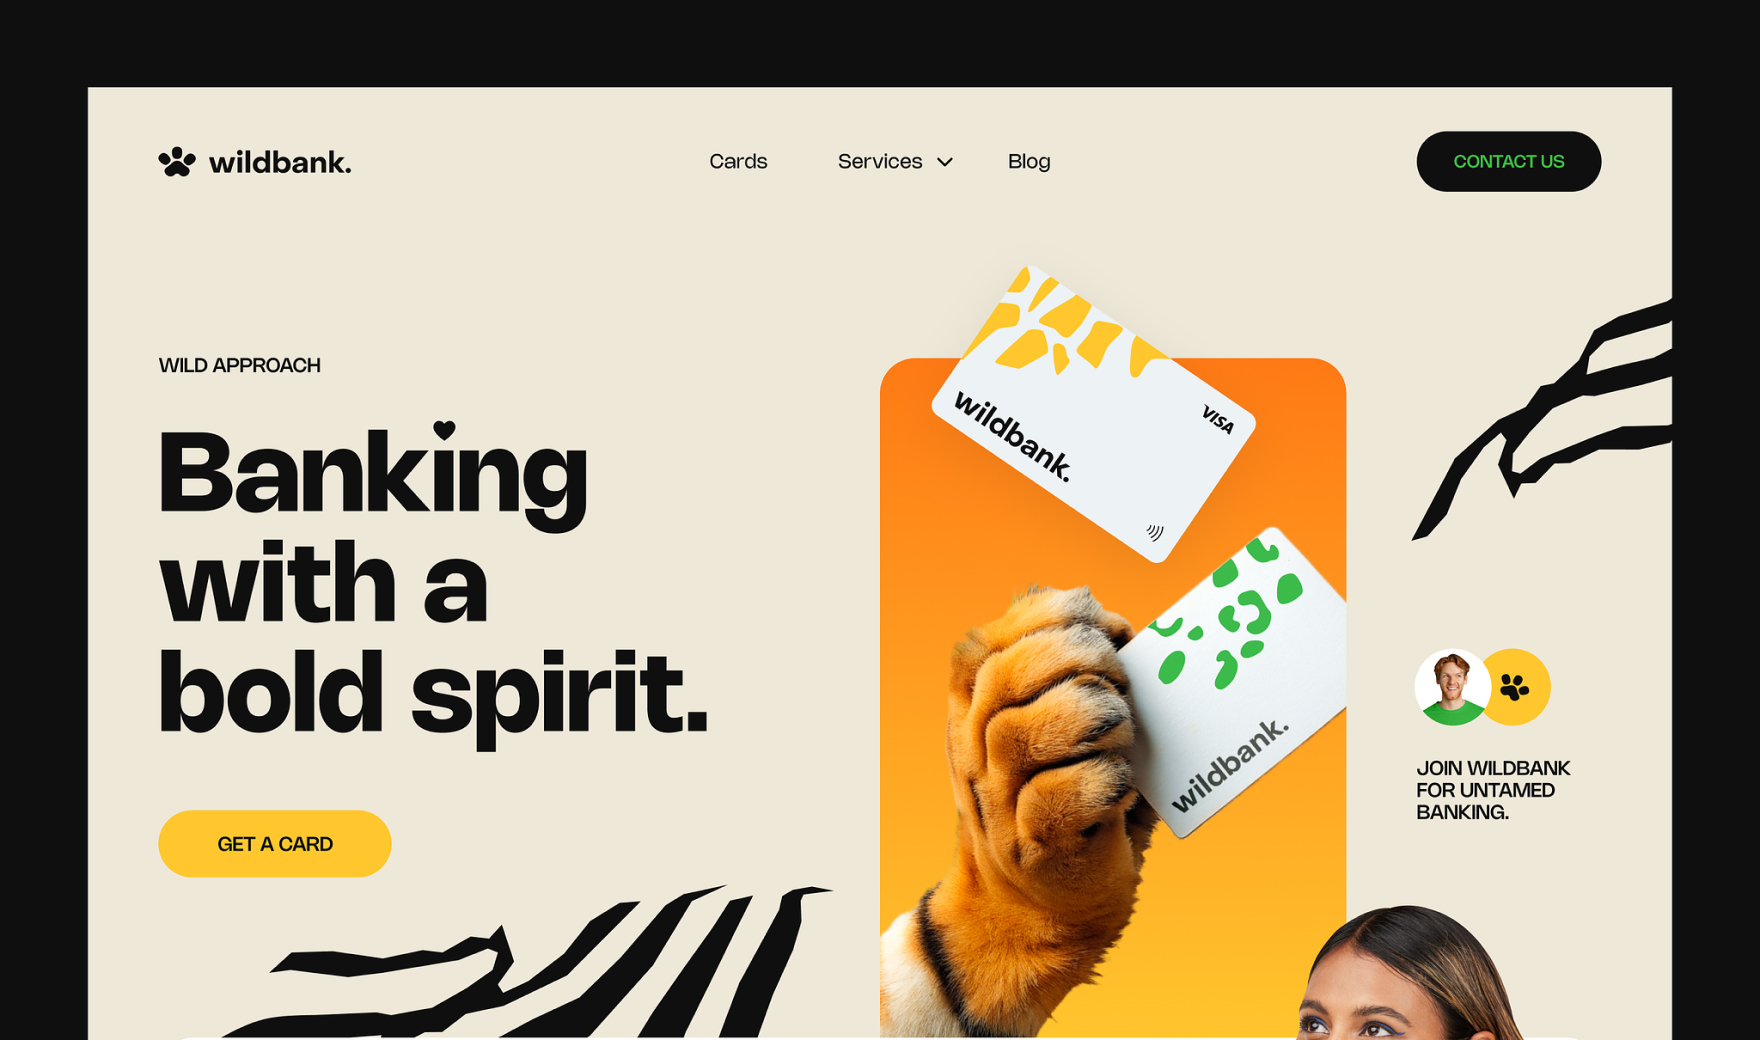 wildbank.
Cards
Services
Blog
CONTACT US
WILD APPROACH
Banking
with a
bold spirit.
GET A CARD
wildbank.
VISA
wildbank.
JOIN WILDBANK
FOR UNTAMED
BANKING.